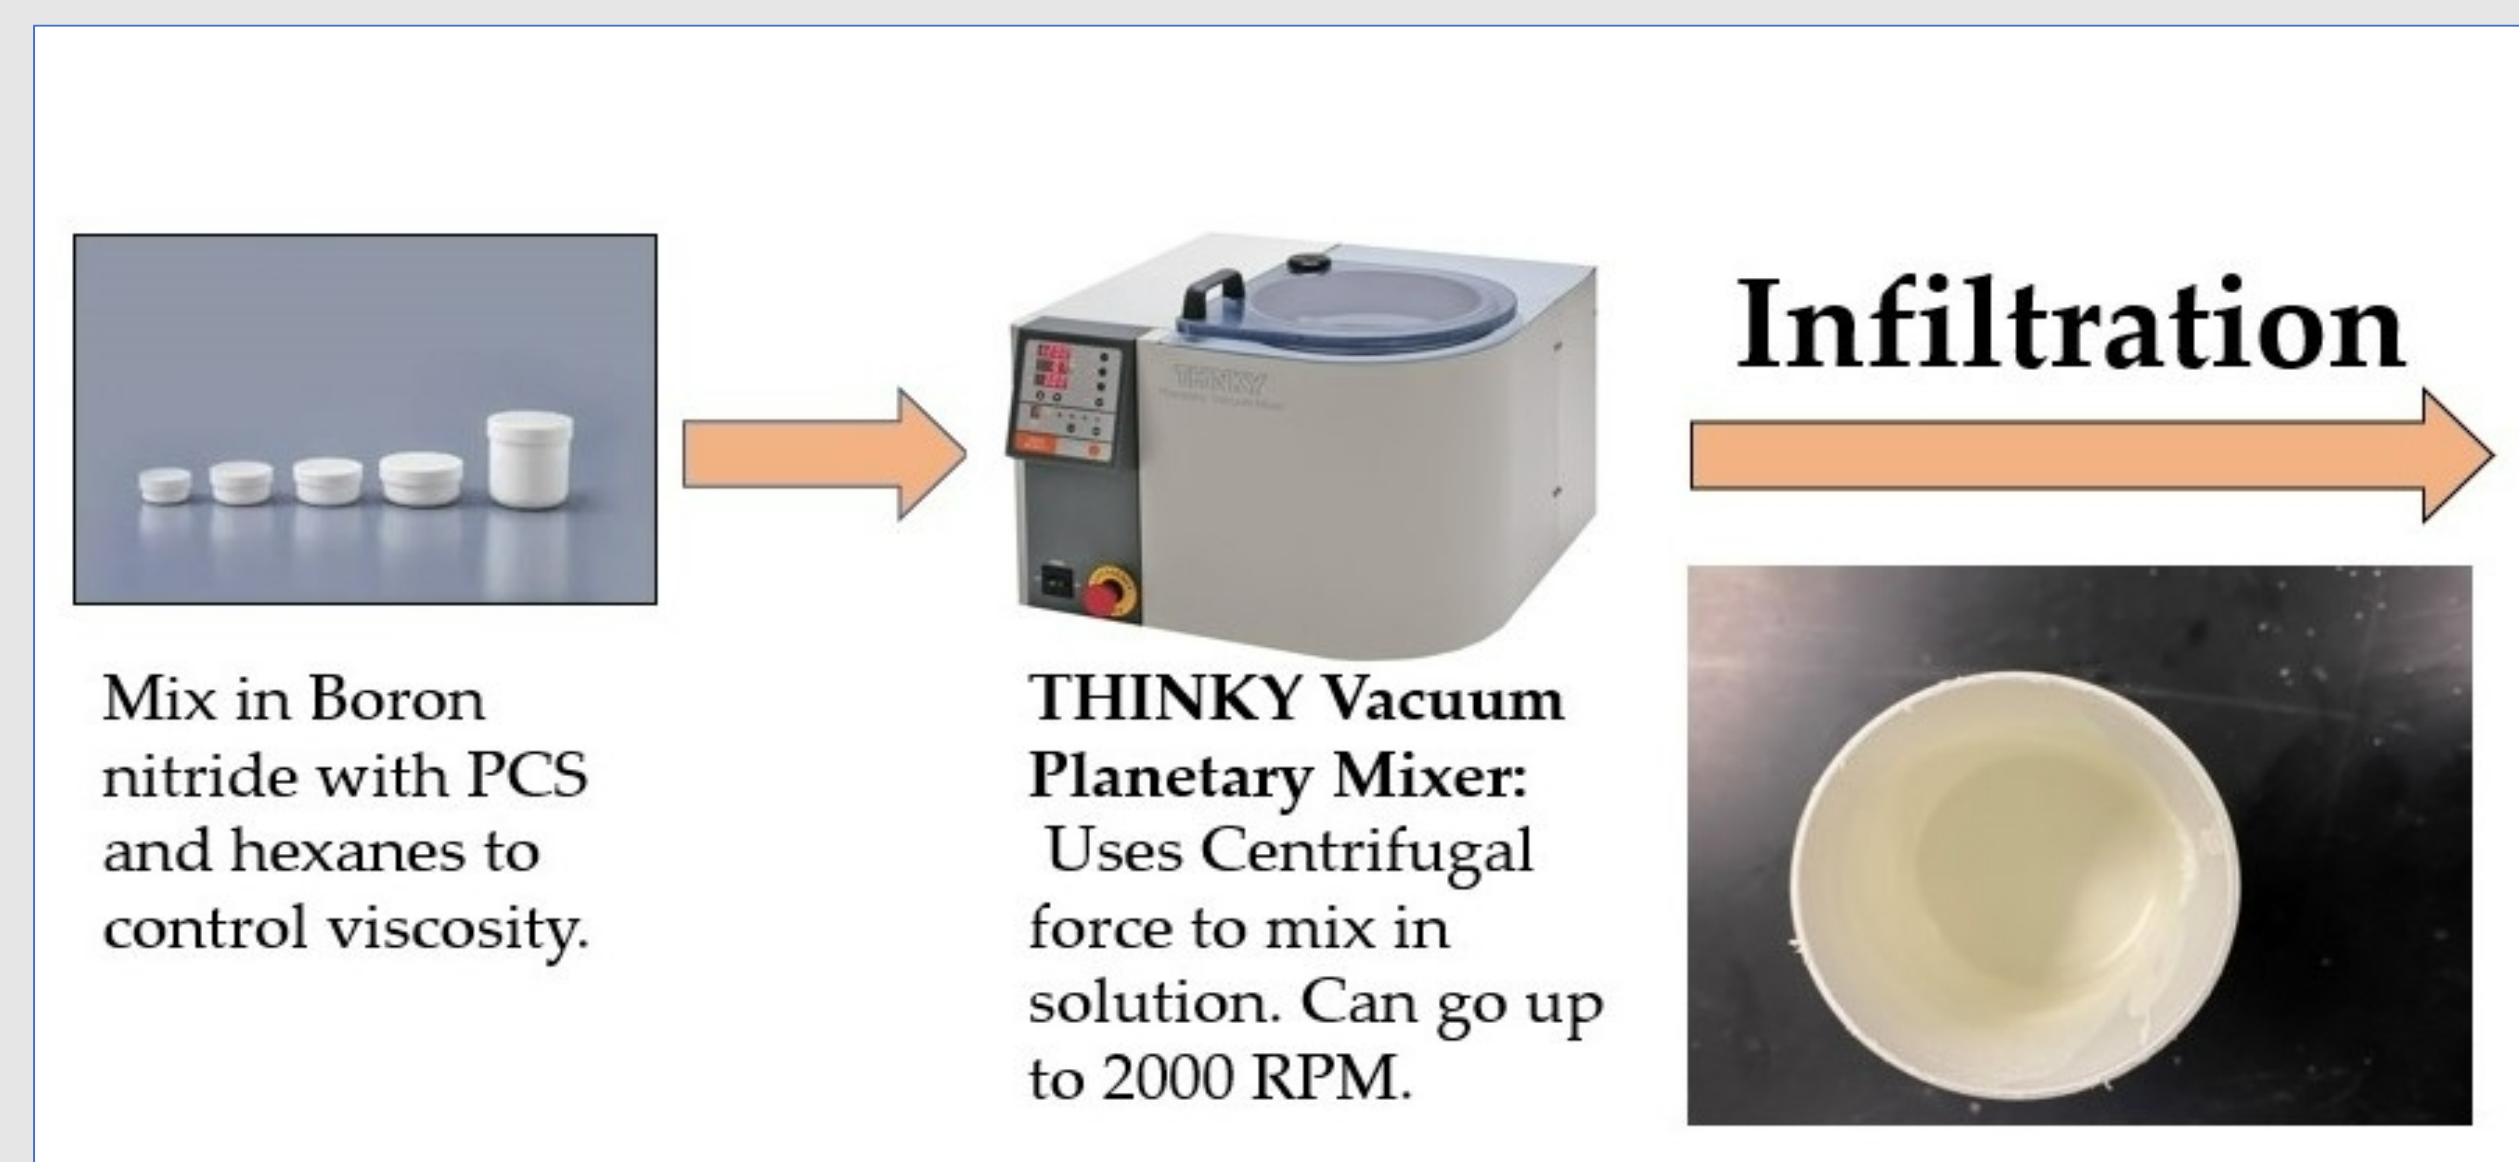 Infiltration
THINKY
Mix in Boron
nitride with PCS
and hexanes to
control viscosity.
THINKY Vacuum
Planetary Mixer:
Uses Centrifugal
force to mix in
solution. Can go up
to 2000 RPM.